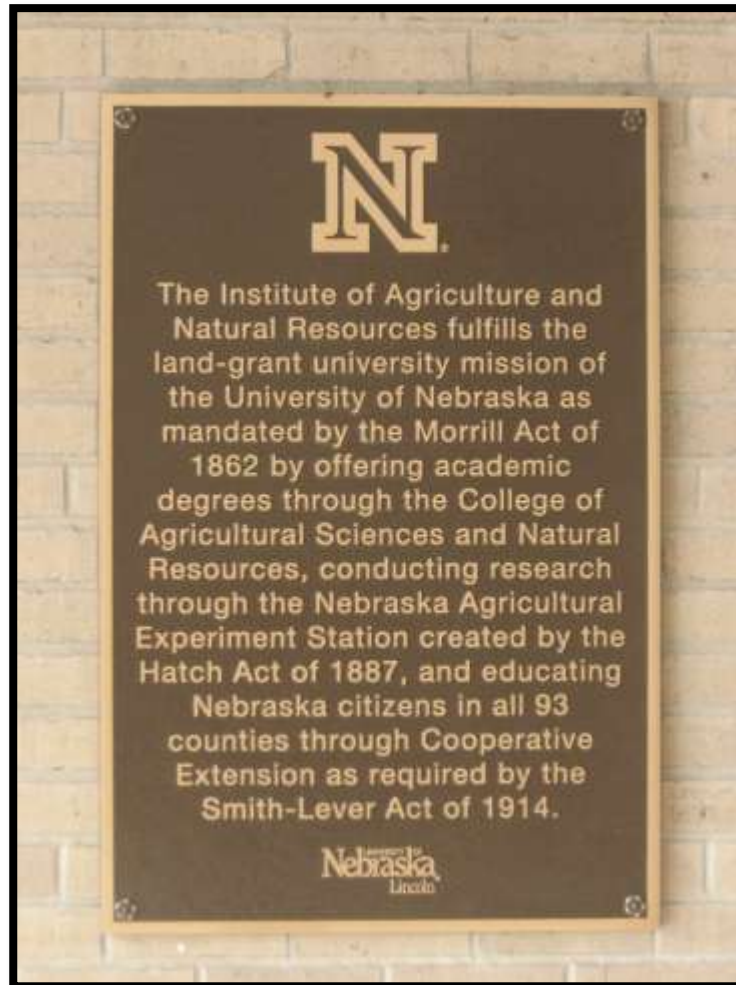 N
The Institute of Agriculture and
Natural Resources fulfills the
land-grant university mission of
the University of Nebraska as
mandated by the Morrill Act of
1862 by offering academic
degrees through the College of
Agricultural Sciences and Natural
Resources, conducting research
through the Nebraska Agricultural
Experiment Station created by the
Hatch Act of 1887, and educating
Nebraska citizens in all 93
counties through Cooperative
Extension as required by the
Smith-Lever Act of 1914.
UNIVERSITY OF
Nebraska
Lincoln